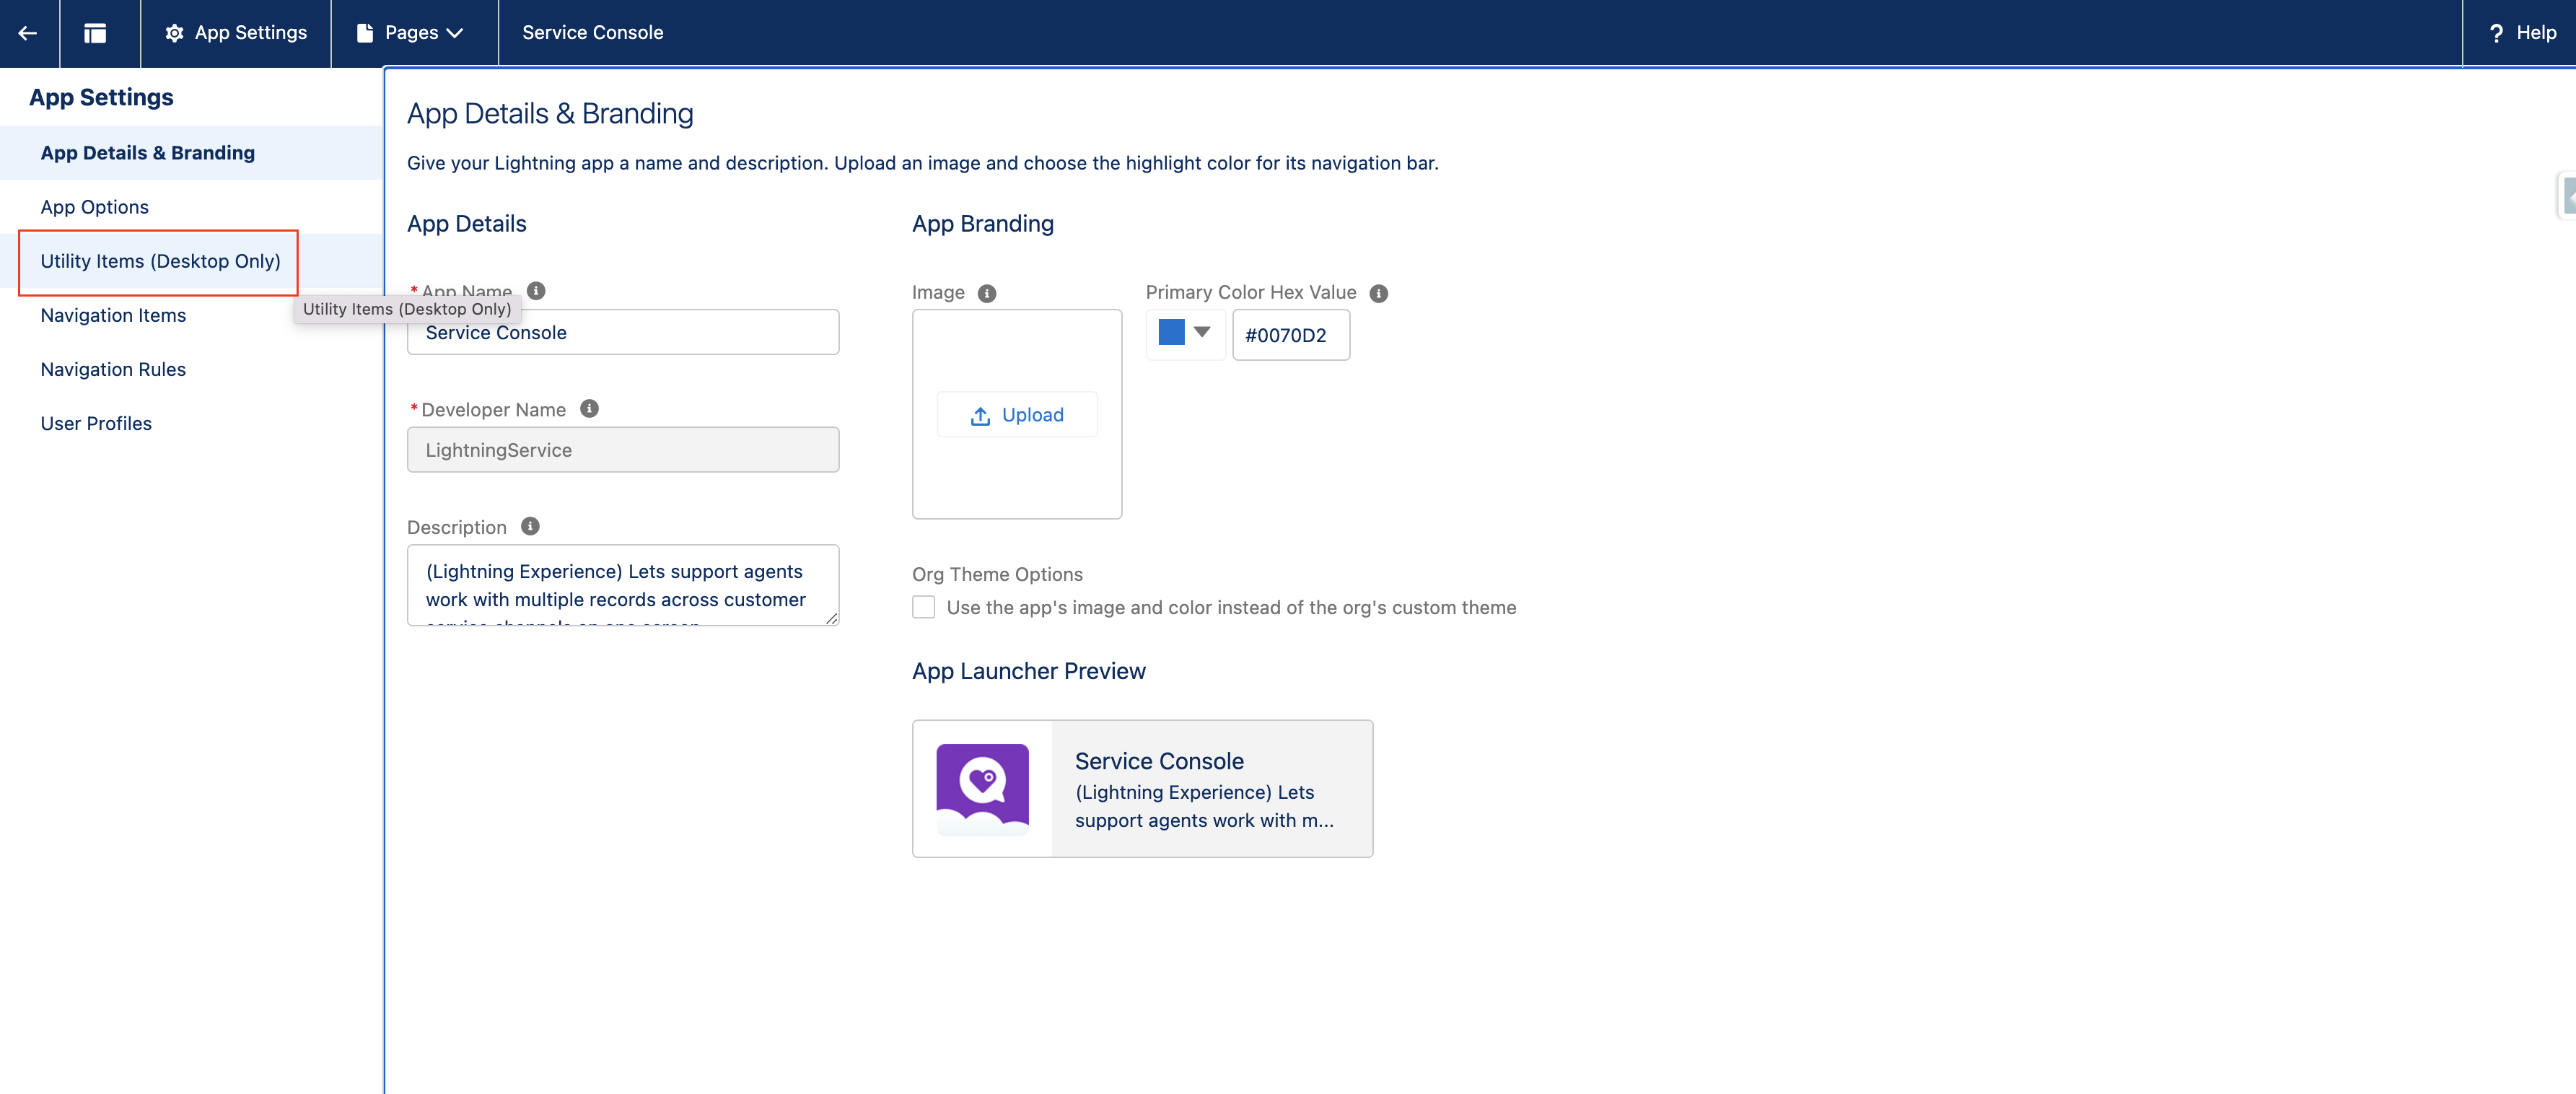 App Settings
Pages
Service Console
? Help
App Settings
App Details & Branding
App Options
Utility Items (Desktop Only)
Navigation Items
Navigation Rules
User Profiles
Utility Items (Desktop Only)
App Details & Branding
Give your Lightning app a name and description. Upload an image and choose the highlight color for its navigation bar.
App Details
* App Name
Service Console
* Developer Name
LightningService
Description
(Lightning Experience) Lets support agents
work with multiple records across customer
service channels on one screen
App Branding
Image
Upload
Primary Color Hex Value
#0070D2
Org Theme Options
Use the app's image and color instead of the org's custom theme
App Launcher Preview
Service Console
(Lightning Experience) Lets
support agents work with m...